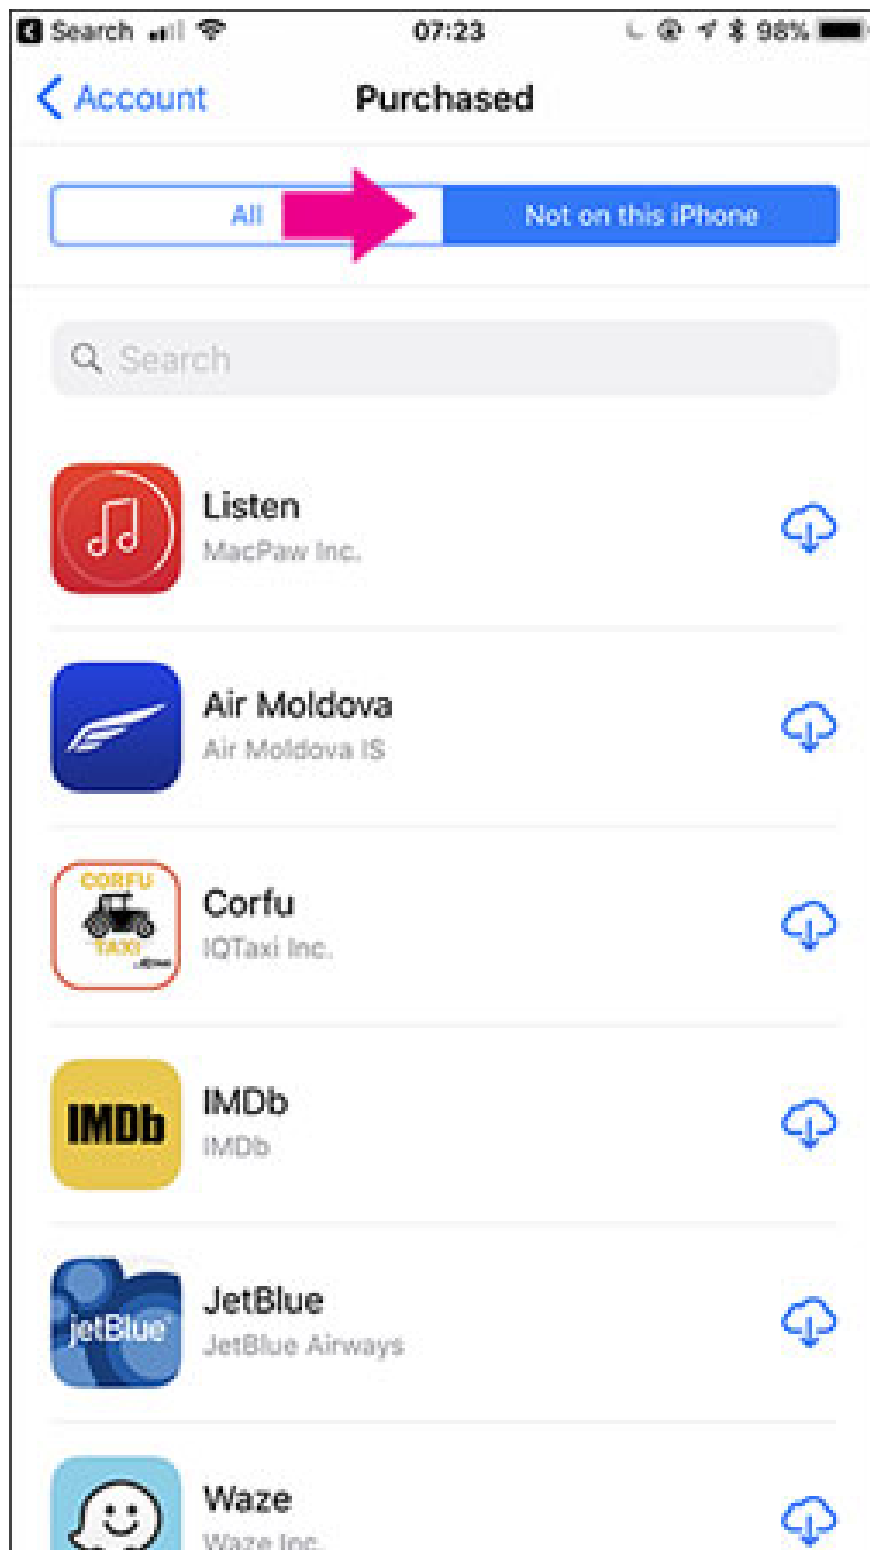 Search 07:23 98%
Account Purchased
All Not on this iPhone
Search
Listen
MacPaw Inc.
Air Moldova
Air Moldova IS
CORFU
TAXI
Corfu
IQTaxi Inc.
IMDb
IMDb
IMDb
jetBlue
JetBlue
JetBlue Airways
Waze
Waze Inc.